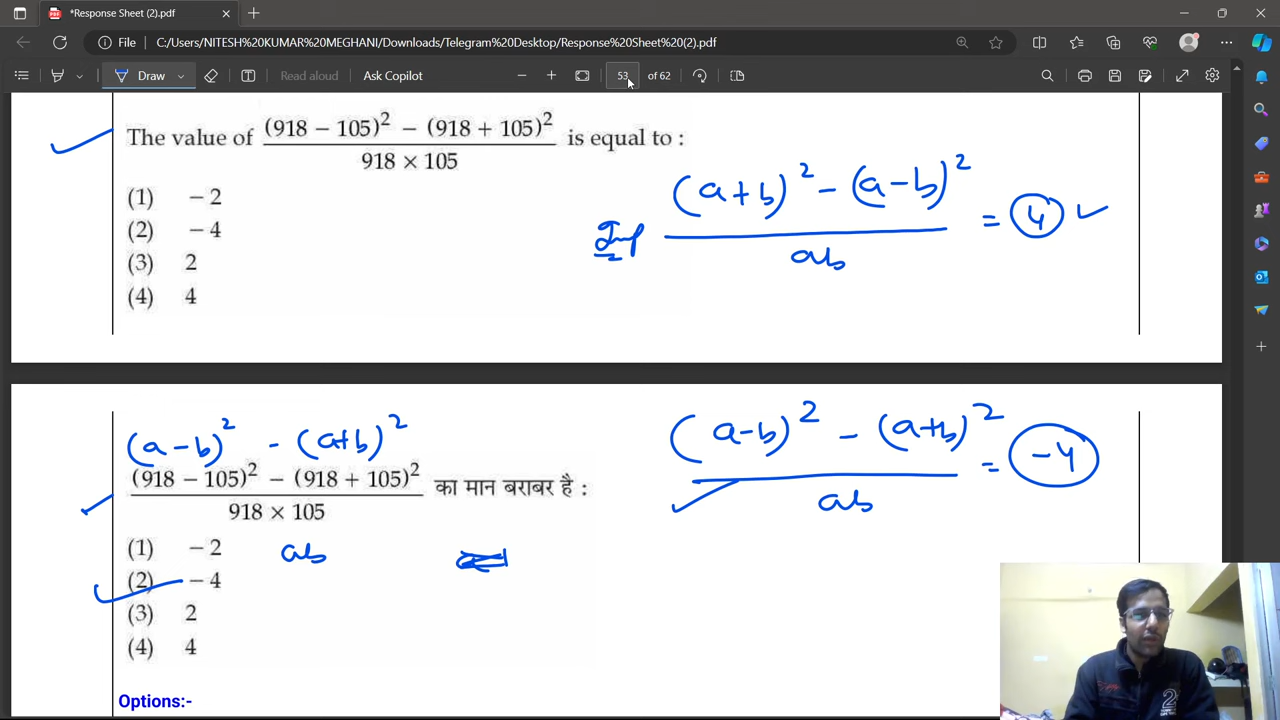 *Response Sheet (2).pdf
File C:/Users/NITESH%20KUMAR%20MEGHANI/Downloads/Telegram%20Desktop/Response%20Sheet%20(2).pdf
Draw Read aloud Ask Copilot 53 of 62
The value of (918 − 105)² − (918 + 105)² / 918 × 105 is equal to :
(1) − 2
(2) − 4
(3) 2
(4) 4
Imp (a+b)² − (a−b)² / ab = 4
(a−b)² − (a+b)²
(918 − 105)² − (918 + 105)² / 918 × 105 का मान बराबर है :
ab
(1) − 2
(2) − 4
(3) 2
(4) 4
(a−b)² − (a+b)² / ab = −4
Options:-
2